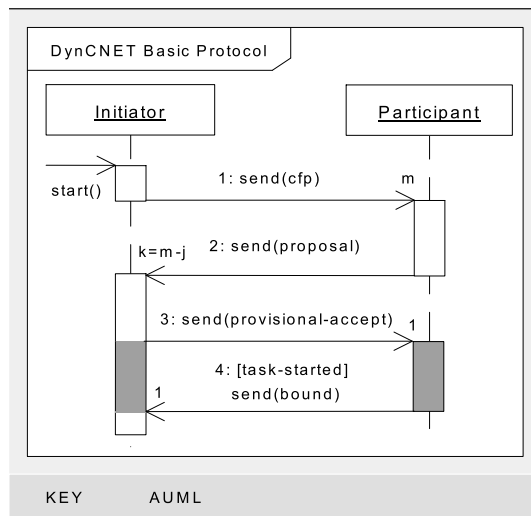 DynCNET Basic Protocol
Initiator
Participant
start()
1: send(cfp)
m
2: send(proposal)
k=m-j
3: send(provisional-accept)
1
4: [task-started]
send(bound)
1
KEY AUML